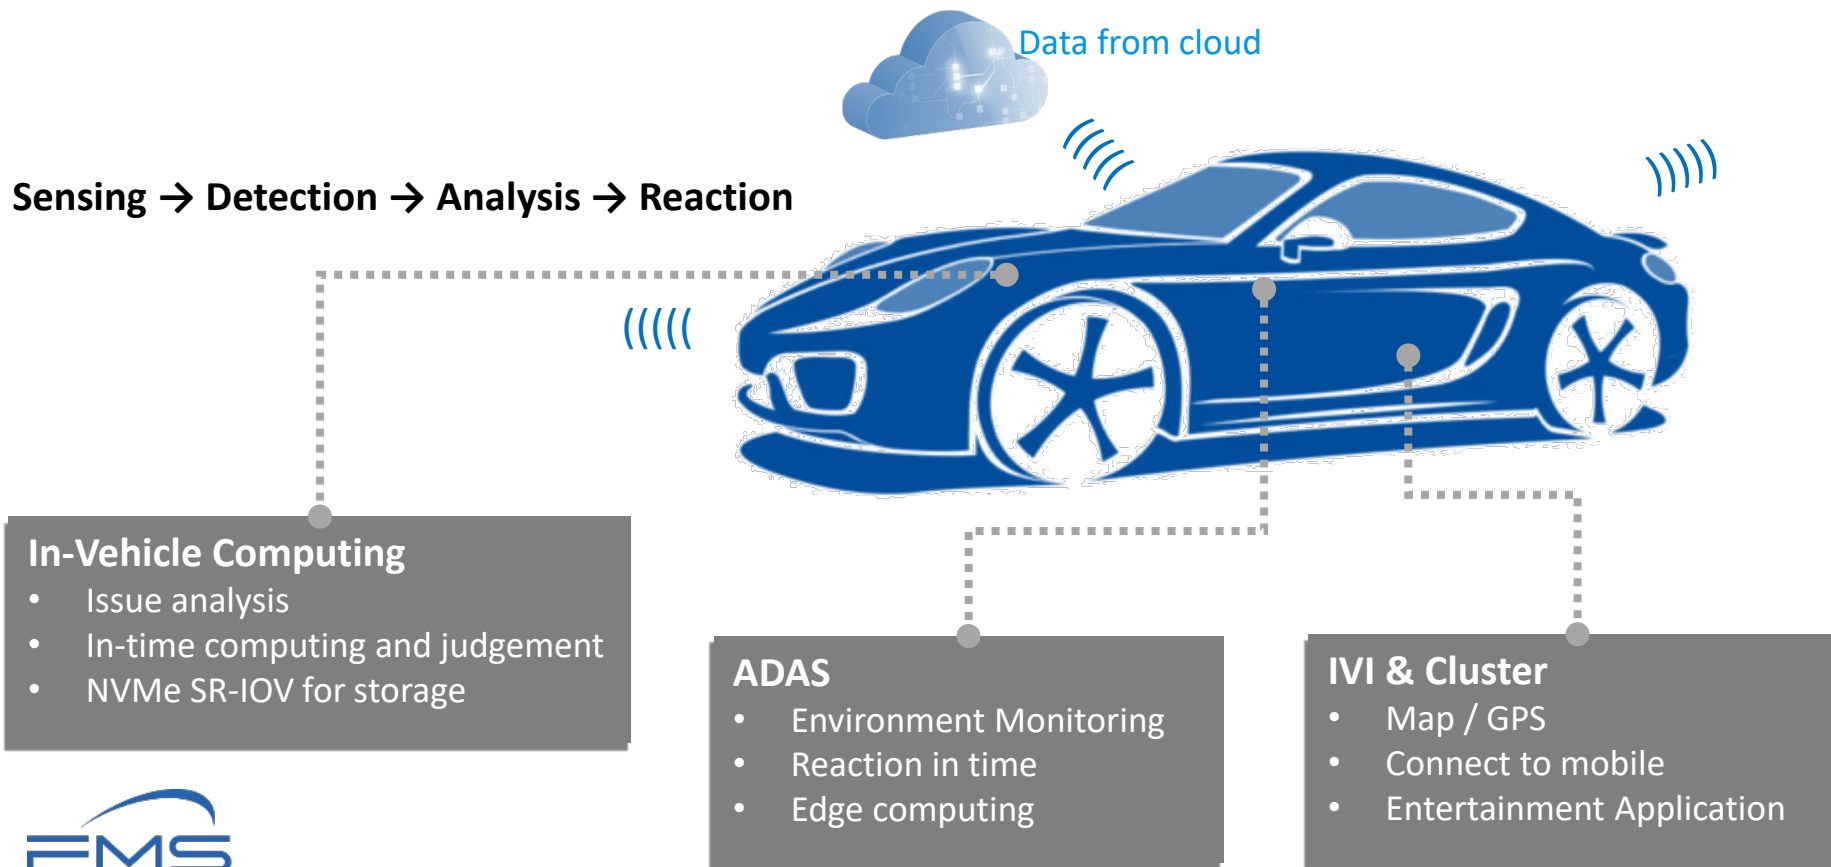 Data from cloud
Sensing → Detection → Analysis → Reaction
In-Vehicle Computing
• Issue analysis
• In-time computing and judgement
• NVMe SR-IOV for storage
ADAS
• Environment Monitoring
• Reaction in time
• Edge computing
IVI & Cluster
• Map / GPS
• Connect to mobile
• Entertainment Application
FMS